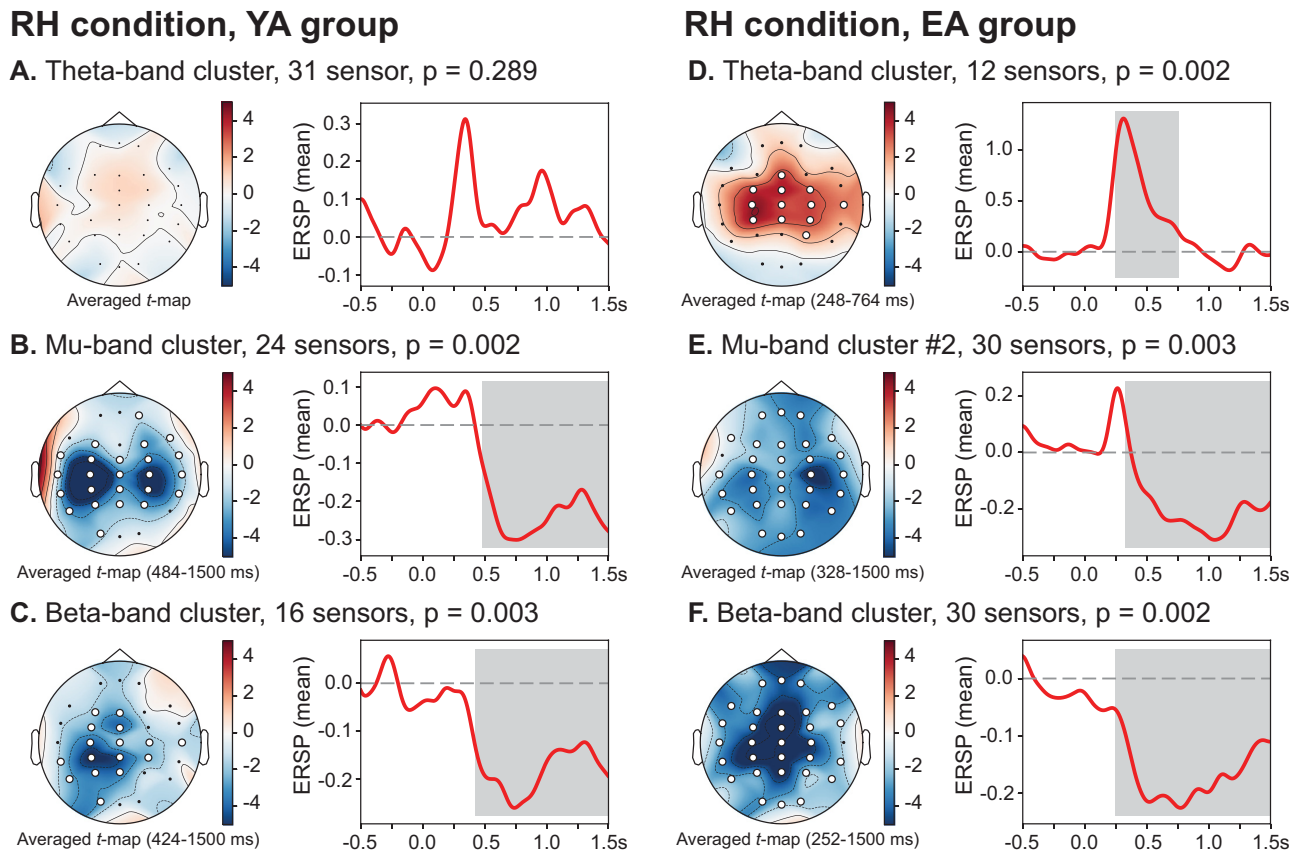 RH condition, YA group
A. Theta-band cluster, 31 sensor, p = 0.289
4
2
0
-2
-4
Averaged t-map
ERSP (mean)
0.3
0.2
0.1
0.0
-0.1
-0.5 0.0 0.5 1.0 1.5s
B. Mu-band cluster, 24 sensors, p = 0.002
4
2
0
-2
-4
Averaged t-map (484-1500 ms)
ERSP (mean)
0.1
0.0
-0.1
-0.2
-0.3
-0.5 0.0 0.5 1.0 1.5s
C. Beta-band cluster, 16 sensors, p = 0.003
4
2
0
-2
-4
Averaged t-map (424-1500 ms)
ERSP (mean)
0.0
-0.1
-0.2
-0.5 0.0 0.5 1.0 1.5s
RH condition, EA group
D. Theta-band cluster, 12 sensors, p = 0.002
4
2
0
-2
-4
Averaged t-map (248-764 ms)
ERSP (mean)
1.0
0.5
0.0
-0.5 0.0 0.5 1.0 1.5s
E. Mu-band cluster #2, 30 sensors, p = 0.003
4
2
0
-2
-4
Averaged t-map (328-1500 ms)
ERSP (mean)
0.2
0.0
-0.2
-0.5 0.0 0.5 1.0 1.5s
F. Beta-band cluster, 30 sensors, p = 0.002
4
2
0
-2
-4
Averaged t-map (252-1500 ms)
ERSP (mean)
0.0
-0.1
-0.2
-0.5 0.0 0.5 1.0 1.5s